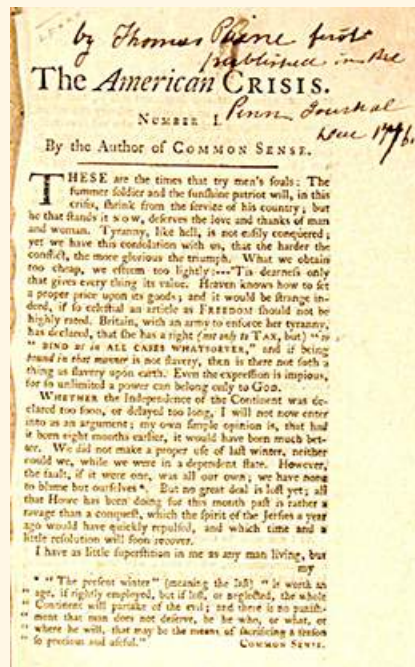 by Thomas Paine first
published in the
The American CRISIS.
Penn Journal
NUMBER I.
Dec 1776.
By the Author of COMMON SENSE.
THESE are the times that try men's souls: The
summer soldier and the sunshine patriot will, in this
crisis, shrink from the service of his country; but
he that stands it NOW, deserves the love and thanks of man
and woman. Tyranny, like hell, is not easily conquered;
yet we have this consolation with us, that the harder the
conflict, the more glorious the triumph. What we obtain
too cheap, we esteem too lightly:---'Tis dearness only
that gives every thing its value. Heaven knows how to set
a proper price upon its goods; and it would be strange in-
deed, if so celestial an article as FREEDOM should not be
highly rated. Britain, with an army to enforce her tyranny,
has declared, that she has a right (not only to TAX, but) "to
" BIND us in ALL CASES WHATSOEVER," and if being
bound in that manner is not slavery, then is there not such a
thing as slavery upon earth. Even the expression is impious,
for so unlimited a power can belong only to GOD.
WHETHER the Independence of the Continent was de-
clared too soon, or delayed too long, I will not now enter
into as an argument; my own simple opinion is, that had
it been eight months earlier, it would have been much bet-
ter. We did not make a proper use of last winter, neither
could we, while we were in a dependent state. However,
the fault, if it were one, was all our own; we have none
to blame but ourselves*. But no great deal is lost yet; all
that Howe has been doing for this month past is rather a
ravage than a conquest, which the spirit of the Jersies a year
ago would have quickly repulsed, and which time and a
little resolution will soon recover.
I have as little superstition in me as any man living, but
my
* "The present winter" (meaning the last) "is worth an
" age, if rightly employed, but if lost, or neglected, the whole
" Continent will partake of the evil; and there is no punish-
" ment that man does not deserve, be he who, or what, or
" where he will, that may be the means of sacrificing a season
" so precious and useful." COMMON SENSE.